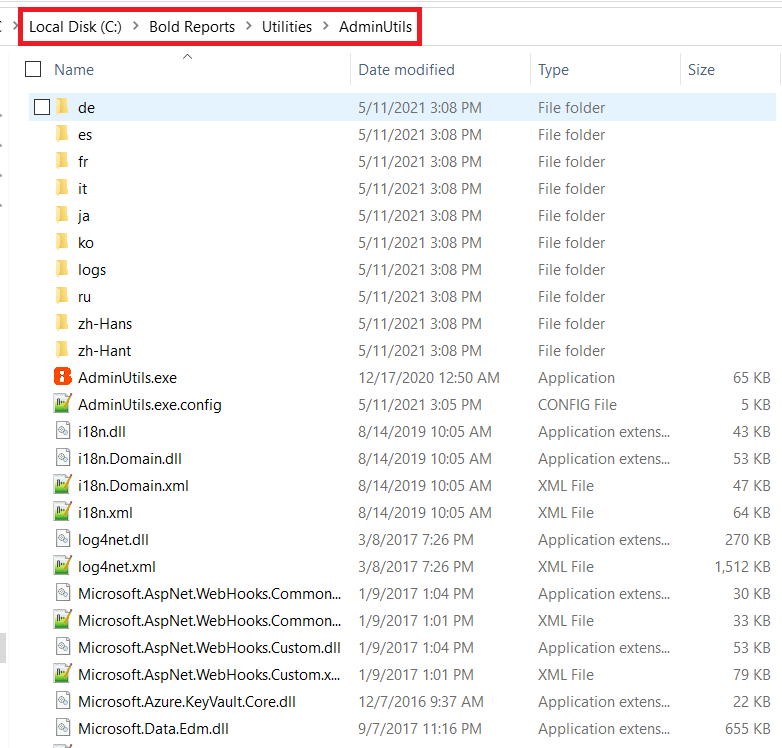 Local Disk (C:) > Bold Reports > Utilities > AdminUtils
Name Date modified Type Size
de 5/11/2021 3:08 PM File folder
es 5/11/2021 3:08 PM File folder
fr 5/11/2021 3:08 PM File folder
it 5/11/2021 3:08 PM File folder
ja 5/11/2021 3:08 PM File folder
ko 5/11/2021 3:08 PM File folder
logs 5/11/2021 3:08 PM File folder
ru 5/11/2021 3:08 PM File folder
zh-Hans 5/11/2021 3:08 PM File folder
zh-Hant 5/11/2021 3:08 PM File folder
AdminUtils.exe 12/17/2020 12:50 AM Application 65 KB
AdminUtils.exe.config 5/11/2021 3:05 PM CONFIG File 5 KB
i18n.dll 8/14/2019 10:05 AM Application extens... 43 KB
i18n.Domain.dll 8/14/2019 10:05 AM Application extens... 53 KB
i18n.Domain.xml 8/14/2019 10:05 AM XML File 47 KB
i18n.xml 8/14/2019 10:05 AM XML File 64 KB
log4net.dll 3/8/2017 7:26 PM Application extens... 270 KB
log4net.xml 3/8/2017 7:26 PM XML File 1,512 KB
Microsoft.AspNet.WebHooks.Common... 1/9/2017 1:04 PM Application extens... 30 KB
Microsoft.AspNet.WebHooks.Common... 1/9/2017 1:01 PM XML File 33 KB
Microsoft.AspNet.WebHooks.Custom.dll 1/9/2017 1:04 PM Application extens... 53 KB
Microsoft.AspNet.WebHooks.Custom.x... 1/9/2017 1:01 PM XML File 79 KB
Microsoft.Azure.KeyVault.Core.dll 12/7/2016 9:37 AM Application extens... 22 KB
Microsoft.Data.Edm.dll 9/7/2017 11:16 PM Application extens... 655 KB